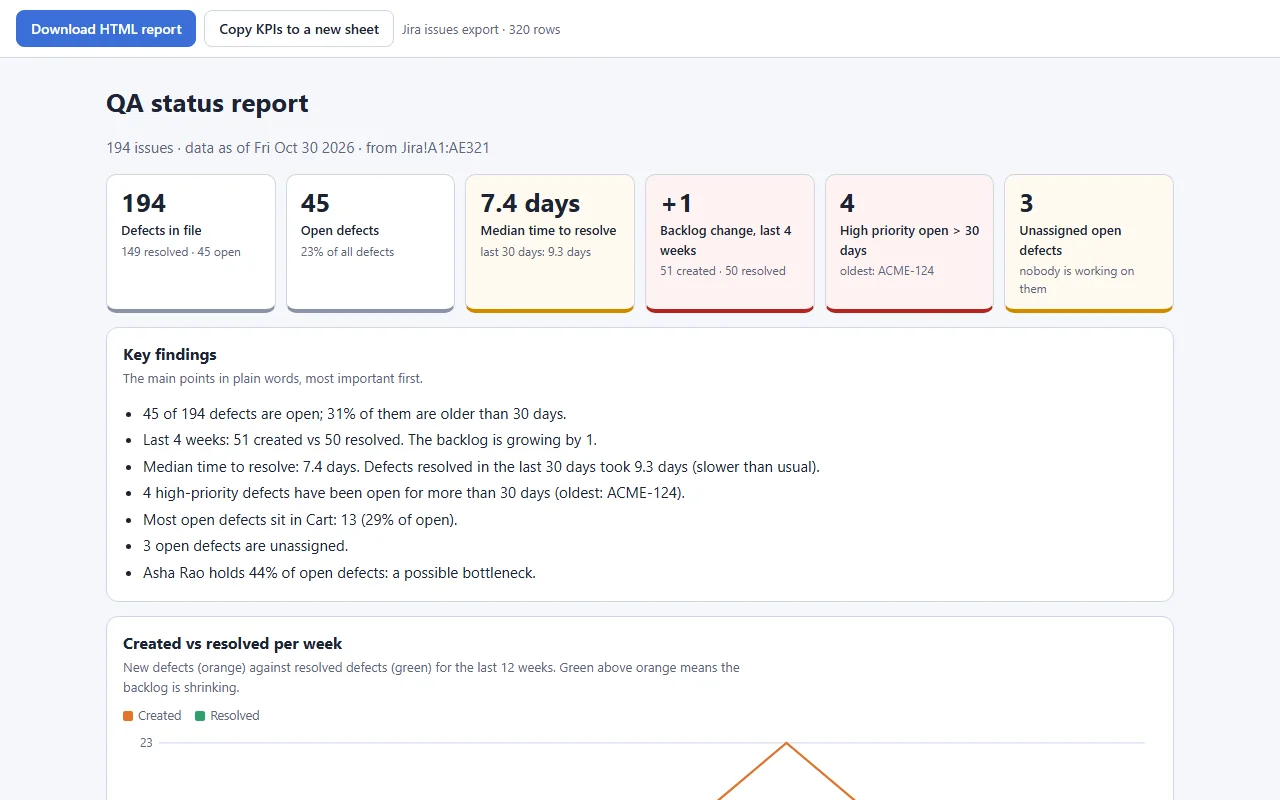 Download HTML report
Copy KPIs to a new sheet
Jira issues export · 320 rows
QA status report
194 issues · data as of Fri Oct 30 2026 · from Jira!A1:AE321
194
Defects in file
149 resolved · 45 open
45
Open defects
23% of all defects
7.4 days
Median time to resolve
last 30 days: 9.3 days
+1
Backlog change, last 4
weeks
51 created · 50 resolved
4
High priority open > 30
days
oldest: ACME-124
3
Unassigned open
defects
nobody is working on
them
Key findings
The main points in plain words, most important first.
• 45 of 194 defects are open; 31% of them are older than 30 days.
• Last 4 weeks: 51 created vs 50 resolved. The backlog is growing by 1.
• Median time to resolve: 7.4 days. Defects resolved in the last 30 days took 9.3 days (slower than usual).
• 4 high-priority defects have been open for more than 30 days (oldest: ACME-124).
• Most open defects sit in Cart: 13 (29% of open).
• 3 open defects are unassigned.
• Asha Rao holds 44% of open defects: a possible bottleneck.
Created vs resolved per week
New defects (orange) against resolved defects (green) for the last 12 weeks. Green above orange means the
backlog is shrinking.
Created
Resolved
23